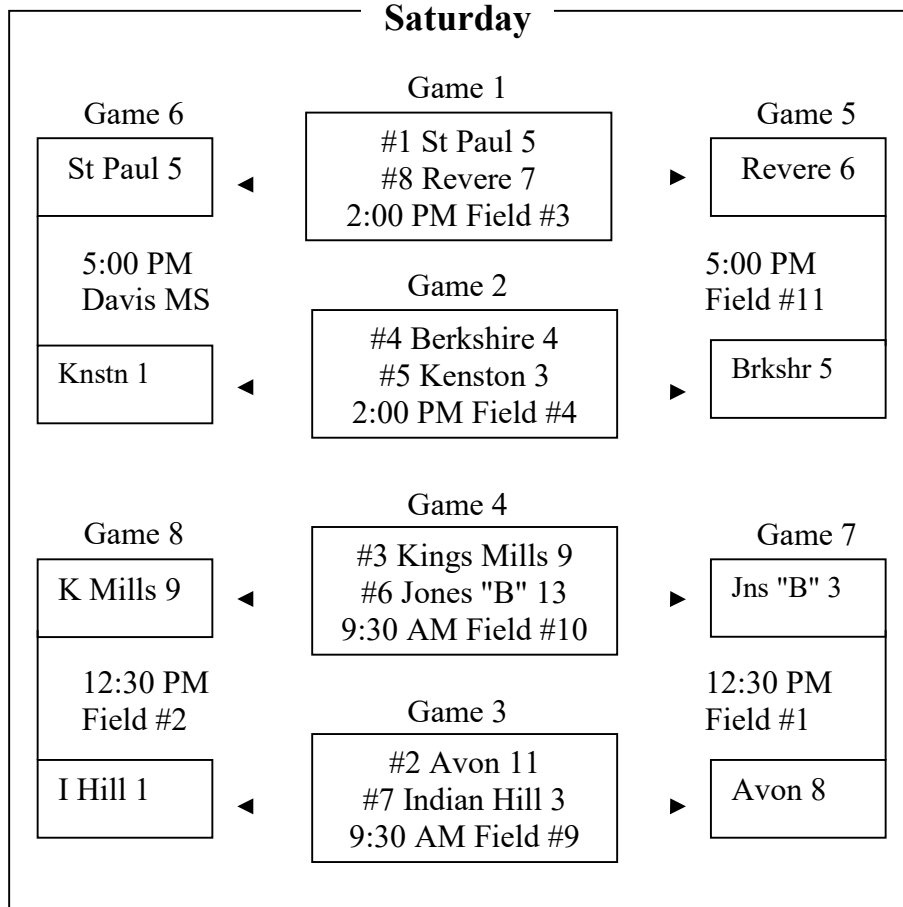 Saturday
Game 1
Game 6
Game 5
#1 St Paul 5
#8 Revere 7
2:00 PM Field #3
St Paul 5
Revere 6
5:00 PM
Davis MS
5:00 PM
Field #11
Game 2
#4 Berkshire 4
#5 Kenston 3
2:00 PM Field #4
Knstn 1
Brkshr 5
Game 4
Game 8
Game 7
#3 Kings Mills 9
#6 Jones "B" 13
9:30 AM Field #10
K Mills 9
Jns "B" 3
12:30 PM
Field #2
12:30 PM
Field #1
Game 3
#2 Avon 11
#7 Indian Hill 3
9:30 AM Field #9
I Hill 1
Avon 8